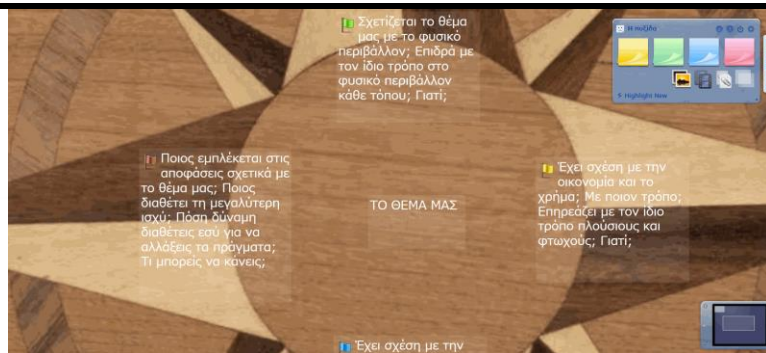 Σχετίζεται το θέμα
μας με το φυσικό
περιβάλλον; Επιδρά με
τον ίδιο τρόπο στο
φυσικό περιβάλλον
κάθε τόπου; Γιατί;
Ποιος εμπλέκεται στις
αποφάσεις σχετικά με
το θέμα μας; Ποιος
διαθέτει τη μεγαλύτερη
ισχύ; Πόση δύναμη
διαθέτεις εσύ για να
αλλάξεις τα πράγματα;
Τι μπορείς να κάνεις;
ΤΟ ΘΕΜΑ ΜΑΣ
Έχει σχέση με την
οικονομία και το
χρήμα; Με ποιον τρόπο;
Επηρεάζει με τον ίδιο
τρόπο πλούσιους και
φτωχούς; Γιατί;
Έχει σχέση με την
Highlight New